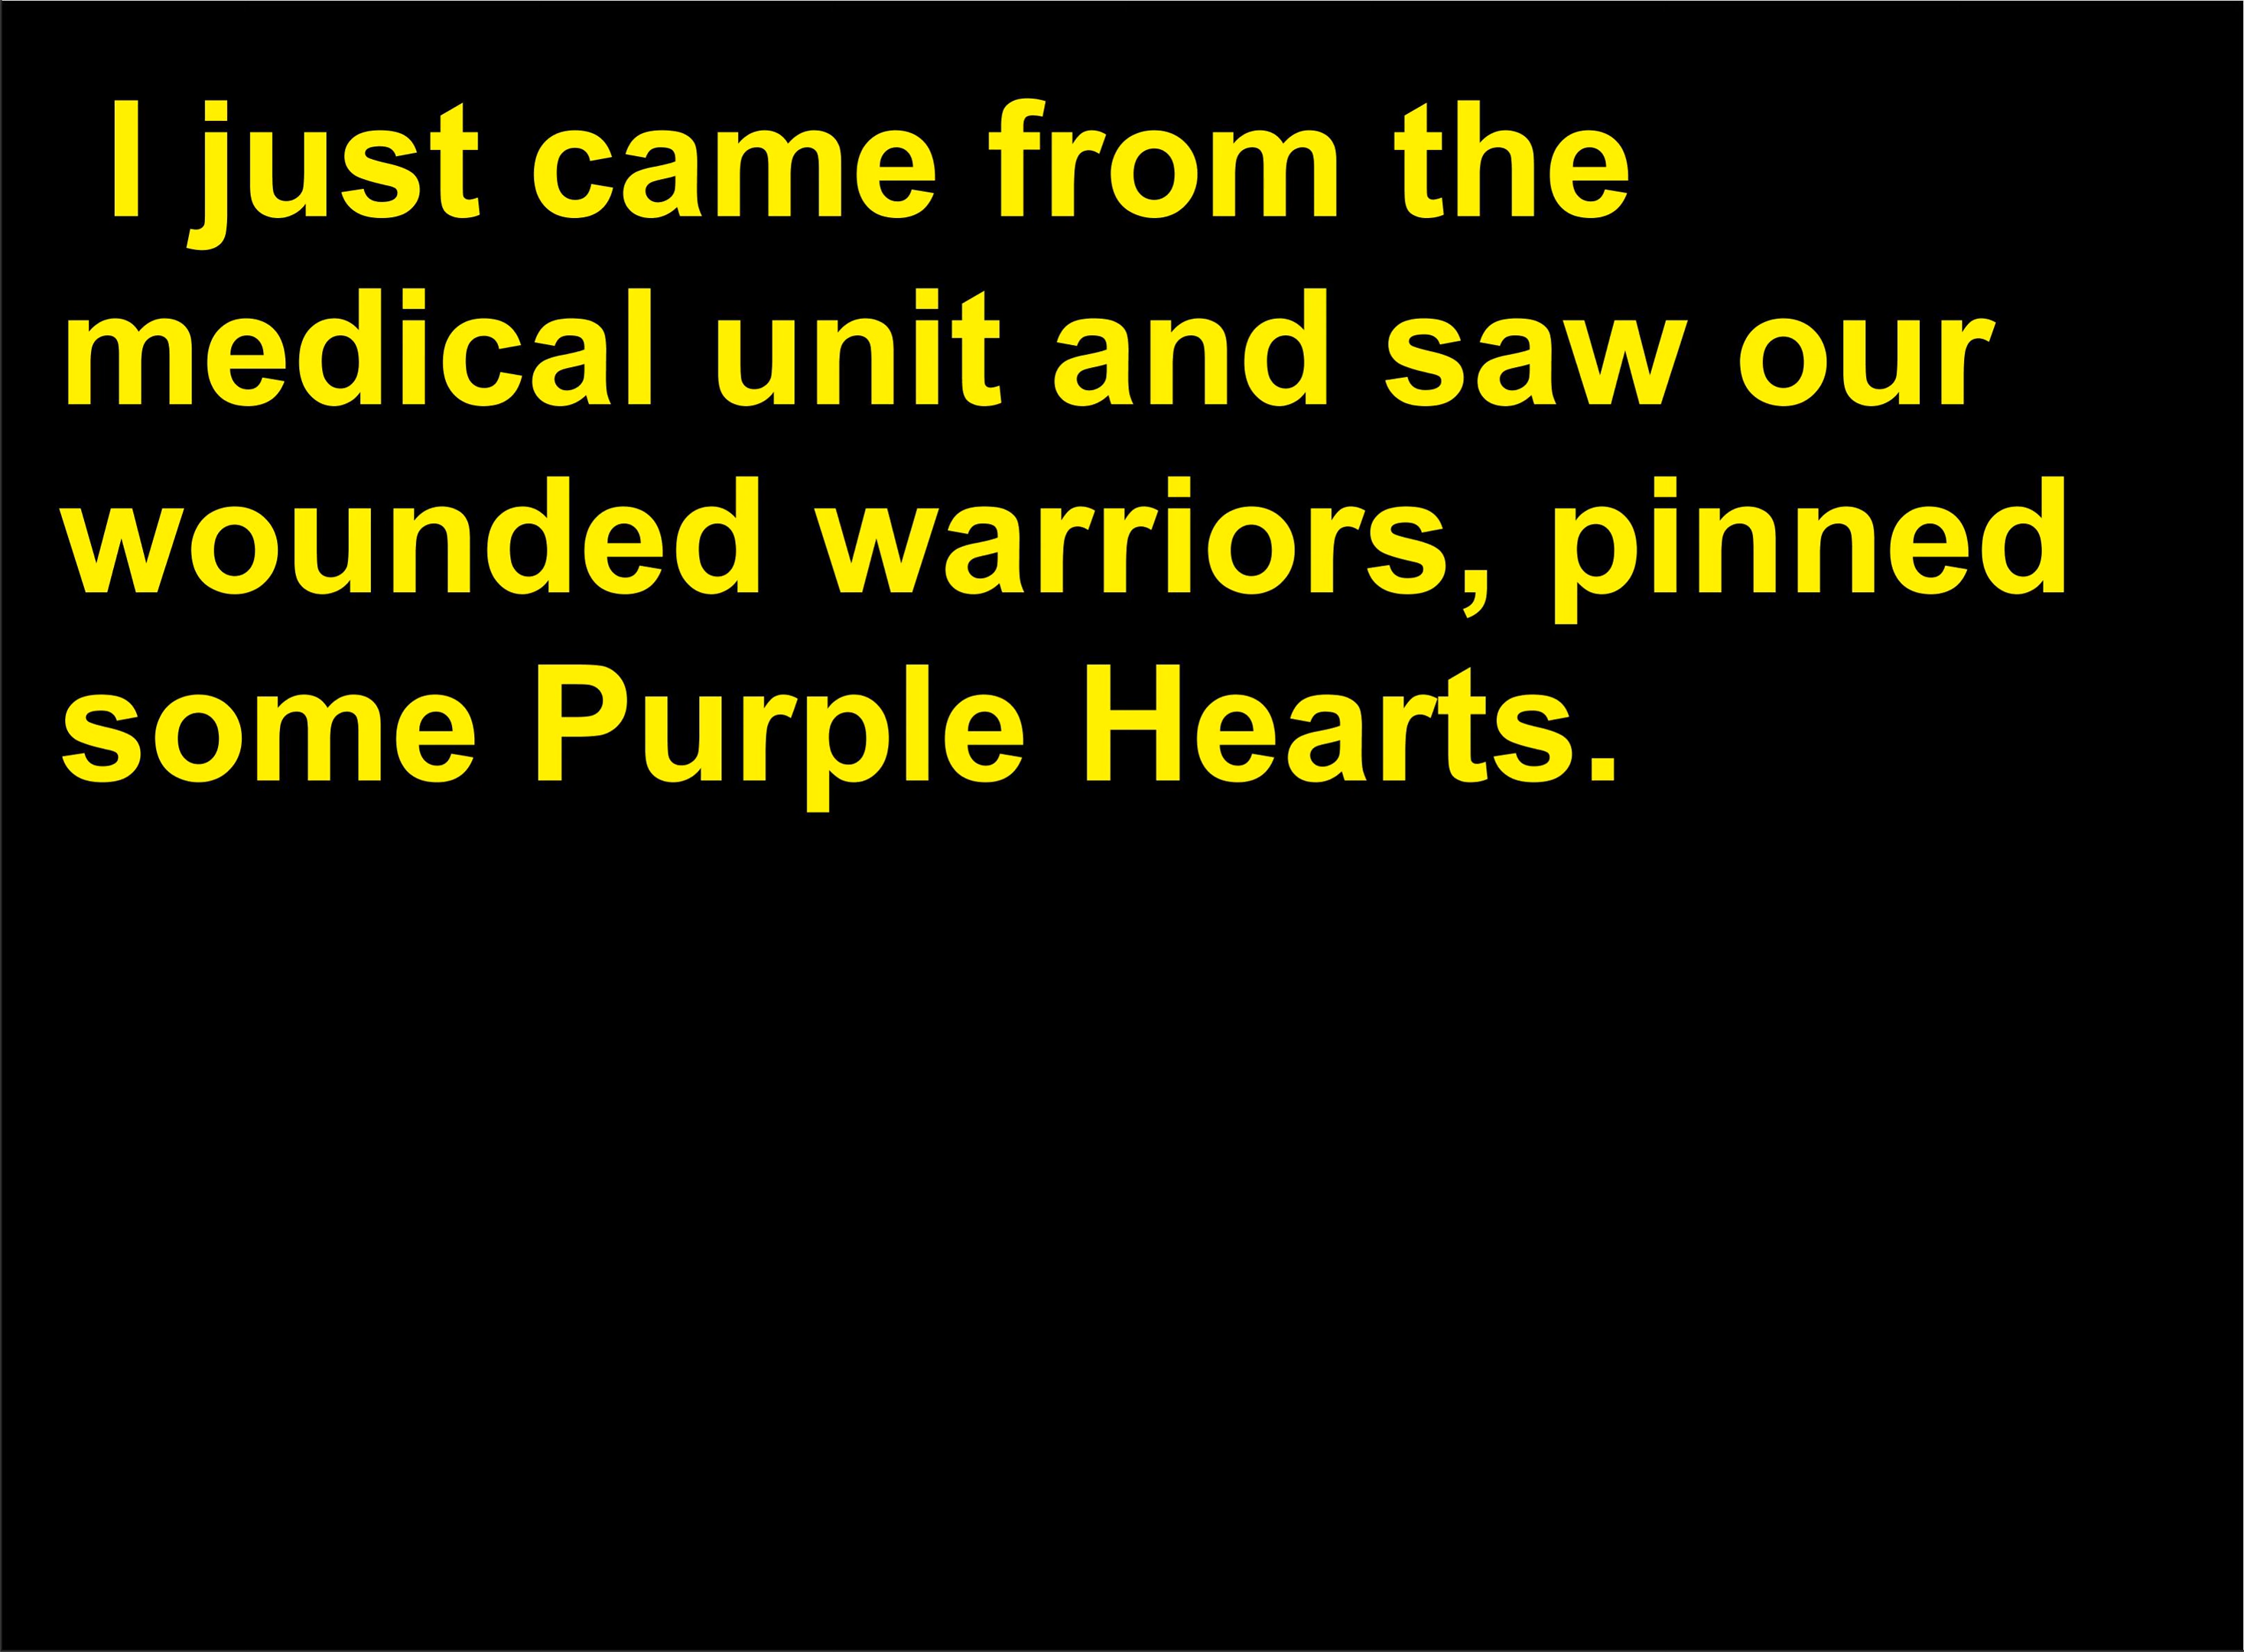 I just came from the
medical unit and saw our
wounded warriors, pinned
some Purple Hearts.